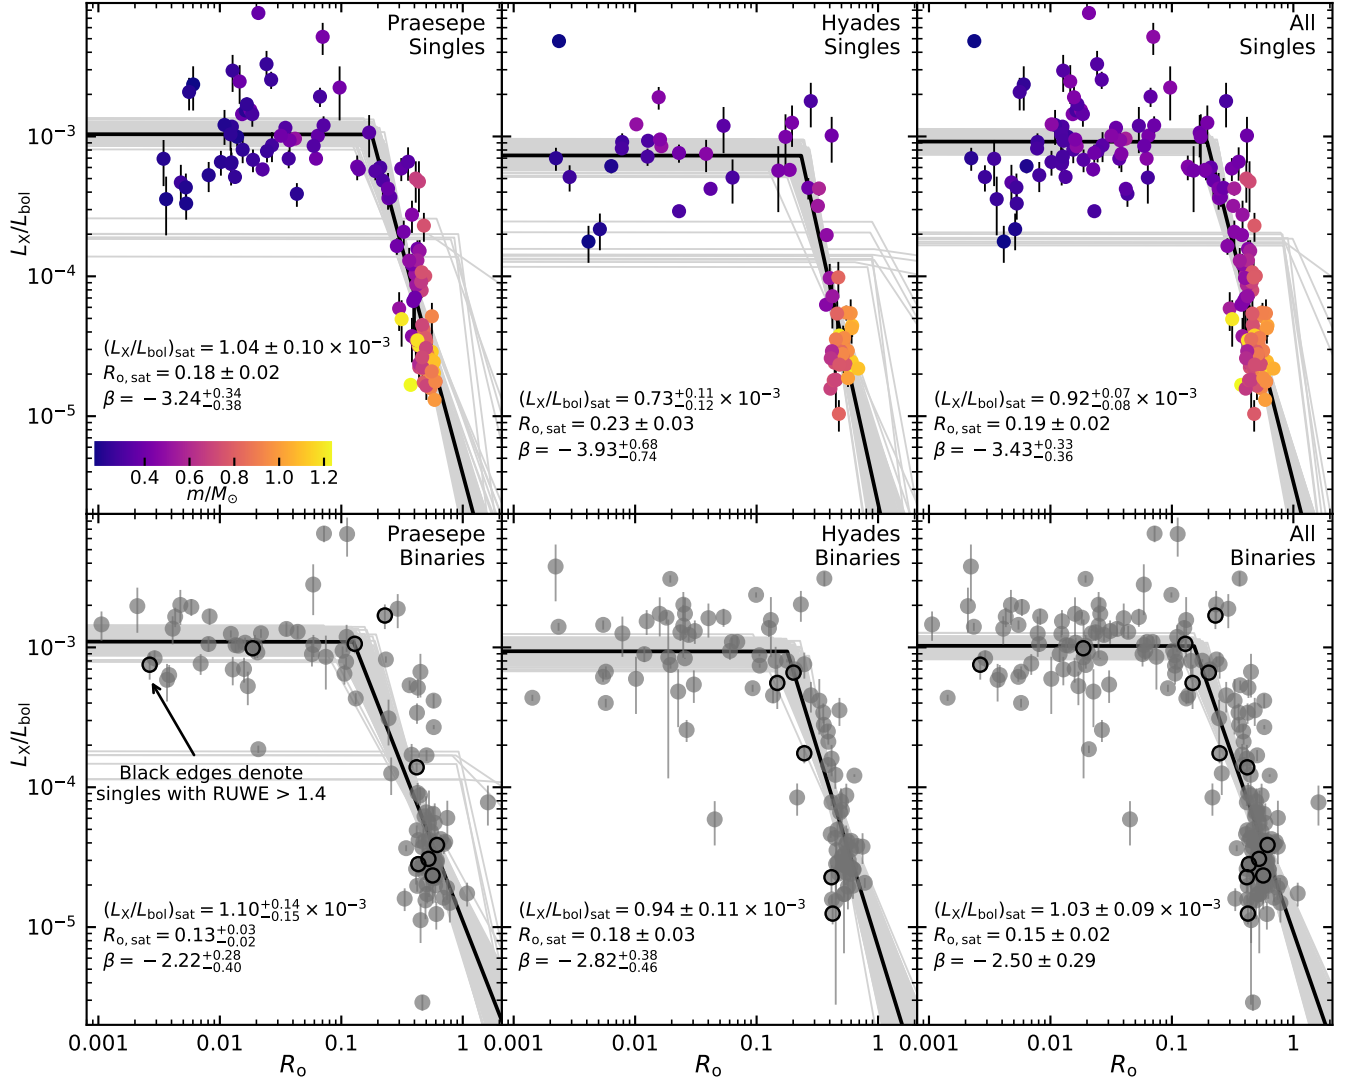 Praesepe
Singles
Hyades
Singles
All
Singles
10⁻³
10⁻⁴
10⁻⁵
L_X/L_bol
(L_X/L_bol)_sat = 1.04 ± 0.10 × 10⁻³
R_o,sat = 0.18 ± 0.02
β = −3.24^{+0.34}_{−0.38}
0.4 0.6 0.8 1.0 1.2
m/M_⊙
(L_X/L_bol)_sat = 0.73^{+0.11}_{−0.12} × 10⁻³
R_o,sat = 0.23 ± 0.03
β = −3.93^{+0.68}_{−0.74}
(L_X/L_bol)_sat = 0.92^{+0.07}_{−0.08} × 10⁻³
R_o,sat = 0.19 ± 0.02
β = −3.43^{+0.33}_{−0.36}
Praesepe
Binaries
Hyades
Binaries
All
Binaries
10⁻³
10⁻⁴
10⁻⁵
L_X/L_bol
Black edges denote
singles with RUWE > 1.4
(L_X/L_bol)_sat = 1.10^{+0.14}_{−0.15} × 10⁻³
R_o,sat = 0.13^{+0.03}_{−0.02}
β = −2.22^{+0.28}_{−0.40}
(L_X/L_bol)_sat = 0.94 ± 0.11 × 10⁻³
R_o,sat = 0.18 ± 0.03
β = −2.82^{+0.38}_{−0.46}
(L_X/L_bol)_sat = 1.03 ± 0.09 × 10⁻³
R_o,sat = 0.15 ± 0.02
β = −2.50 ± 0.29
0.001 0.01 0.1 1
0.001 0.01 0.1 1
0.001 0.01 0.1 1
R_o
R_o
R_o